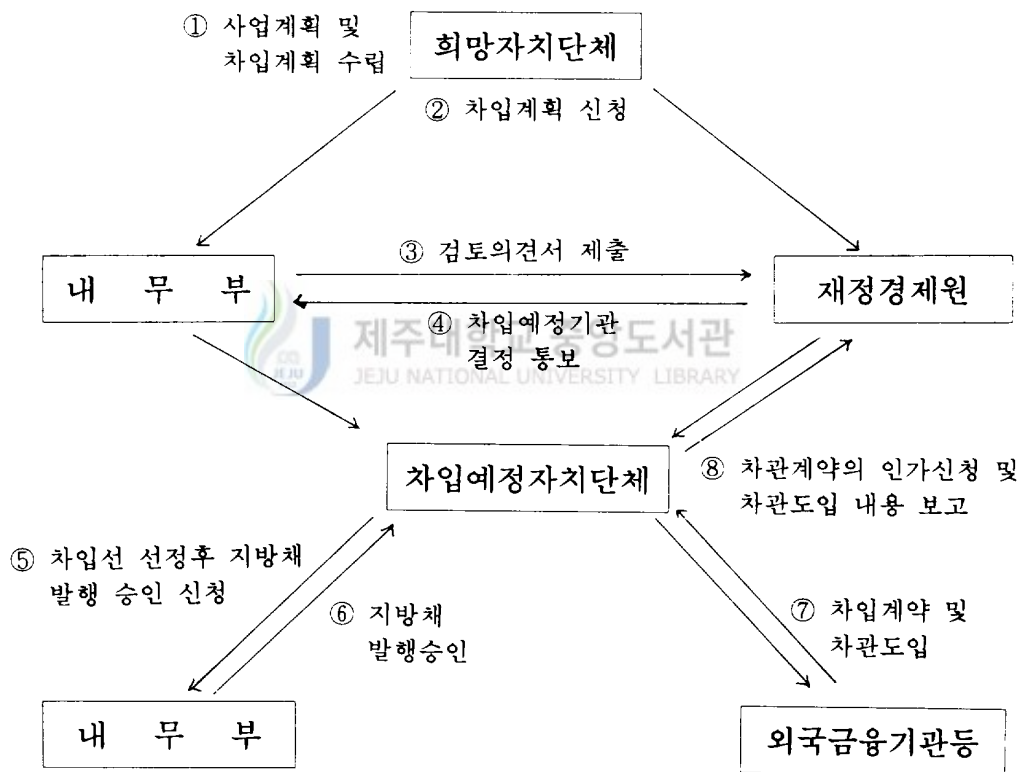 ① 사업계획 및
차입계획 수립
희망자치단체
② 차입계획 신청
③ 검토의견서 제출
내 무 부
재정경제원
④ 차입예정기관
결정 통보
제주대학교 중앙도서관
JEJU NATIONAL UNIVERSITY LIBRARY
JEJU
차입예정자치단체
⑧ 차관계약의 인가신청 및
차관도입 내용 보고
⑤ 차입선 선정후 지방채
발행 승인 신청
⑥ 지방채
발행승인
⑦ 차입계약 및
차관도입
내 무 부
외국금융기관등